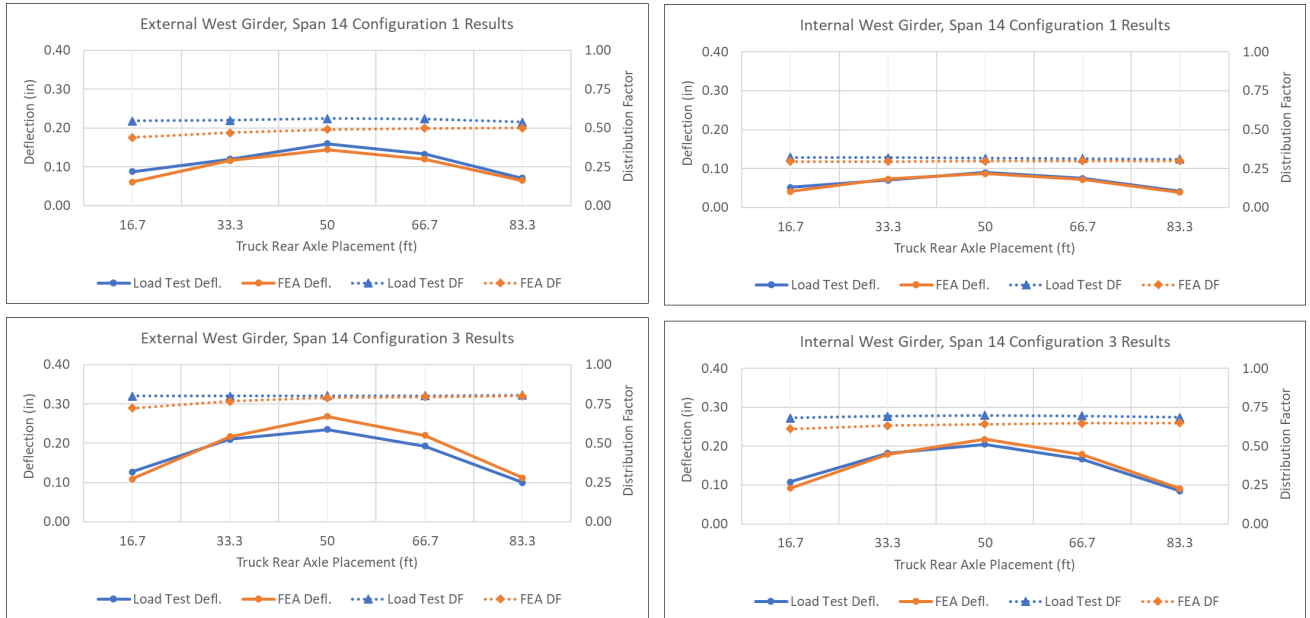 External West Girder, Span 14 Configuration 1 Results
0.40
0.30
0.20
0.10
0.00
Deflection (in)
1.00
0.75
0.50
0.25
0.00
Distribution Factor
16.7 33.3 50 66.7 83.3
Truck Rear Axle Placement (ft)
Load Test Defl. FEA Defl. Load Test DF FEA DF
Internal West Girder, Span 14 Configuration 1 Results
0.40
0.30
0.20
0.10
0.00
Deflection (in)
1.00
0.75
0.50
0.25
0.00
Distribution Factor
16.7 33.3 50 66.7 83.3
Truck Rear Axle Placement (ft)
Load Test Defl. FEA Defl. Load Test DF FEA DF
External West Girder, Span 14 Configuration 3 Results
0.40
0.30
0.20
0.10
0.00
Deflection (in)
1.00
0.75
0.50
0.25
0.00
Distribution Factor
16.7 33.3 50 66.7 83.3
Truck Rear Axle Placement (ft)
Load Test Defl. FEA Defl. Load Test DF FEA DF
Internal West Girder, Span 14 Configuration 3 Results
0.40
0.30
0.20
0.10
0.00
Deflection (in)
1.00
0.75
0.50
0.25
0.00
Distribution Factor
16.7 33.3 50 66.7 83.3
Truck Rear Axle Placement (ft)
Load Test Defl. FEA Defl. Load Test DF FEA DF